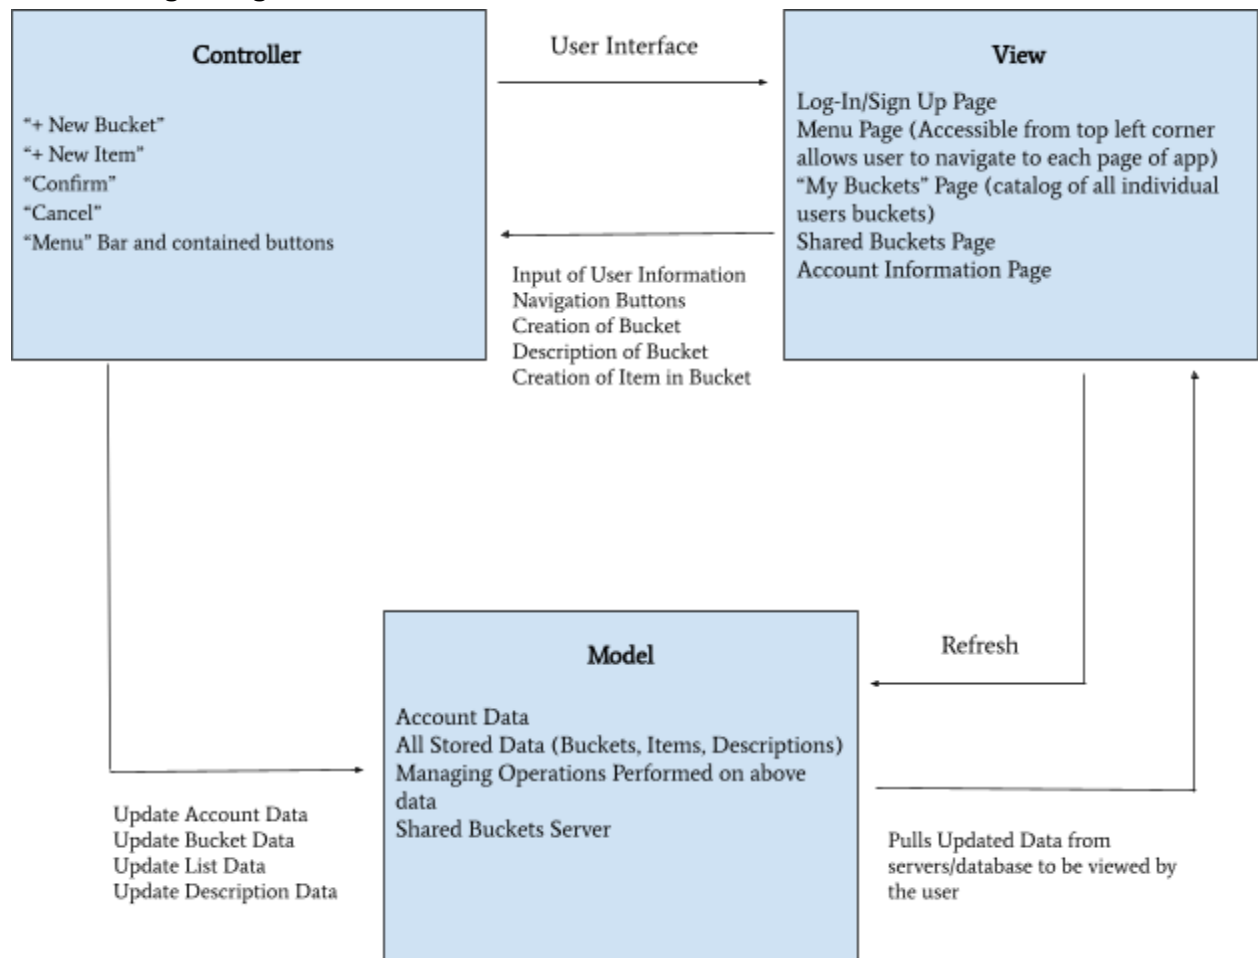 Controller
“+ New Bucket”
“+ New Item”
“Confirm”
“Cancel”
“Menu” Bar and contained buttons
User Interface
View
Log-In/Sign Up Page
Menu Page (Accessible from top left corner
allows user to navigate to each page of app)
“My Buckets” Page (catalog of all individual
users buckets)
Shared Buckets Page
Account Information Page
Input of User Information
Navigation Buttons
Creation of Bucket
Description of Bucket
Creation of Item in Bucket
Model
Account Data
All Stored Data (Buckets, Items, Descriptions)
Managing Operations Performed on above
data
Shared Buckets Server
Refresh
Update Account Data
Update Bucket Data
Update List Data
Update Description Data
Pulls Updated Data from
servers/database to be viewed by
the user